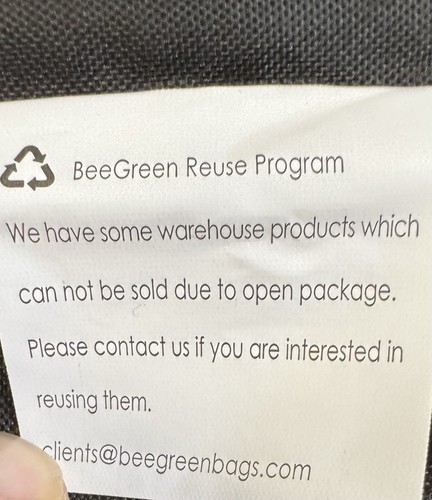 BeeGreen Reuse Program
We have some warehouse products which
can not be sold due to open package.
Please contact us if you are interested in
reusing them.
clients@beegreenbags.com